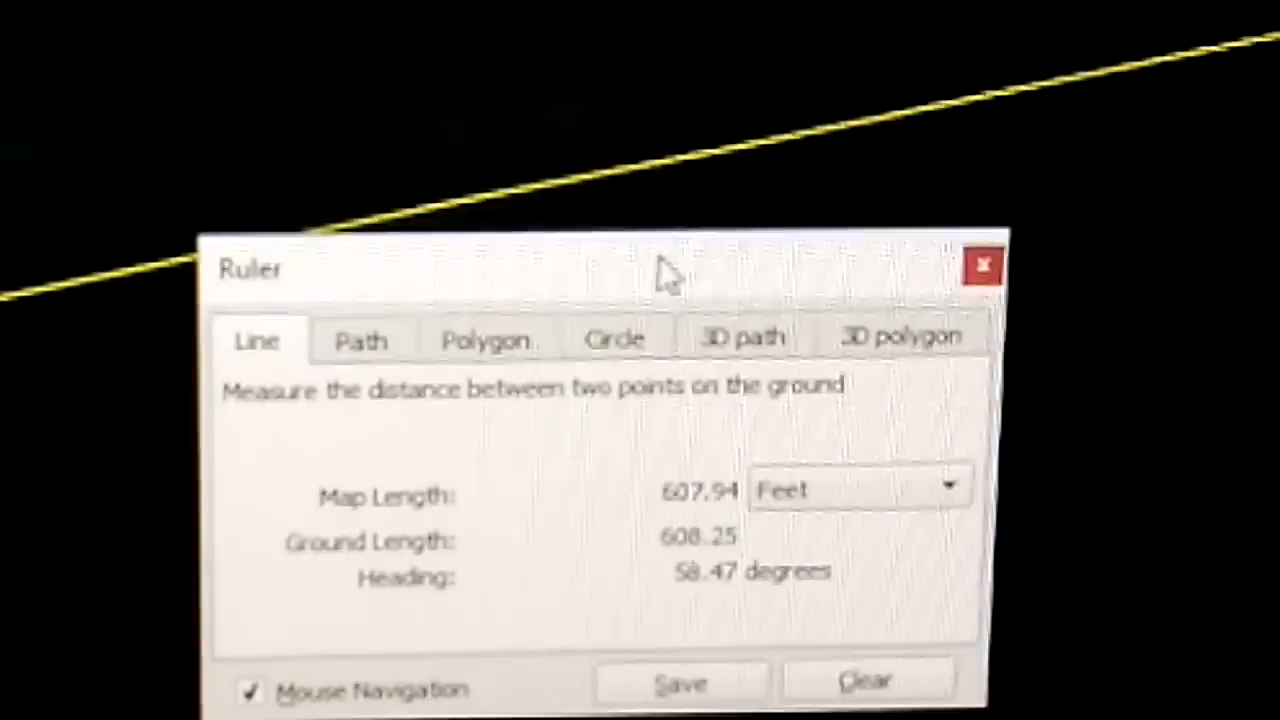 Ruler
Line Path Polygon Circle 3D path 3D polygon
Measure the distance between two points on the ground
Map Length: 607.94 Feet
Ground Length: 608.25
Heading: 58.47 degrees
Mouse Navigation Save Clear